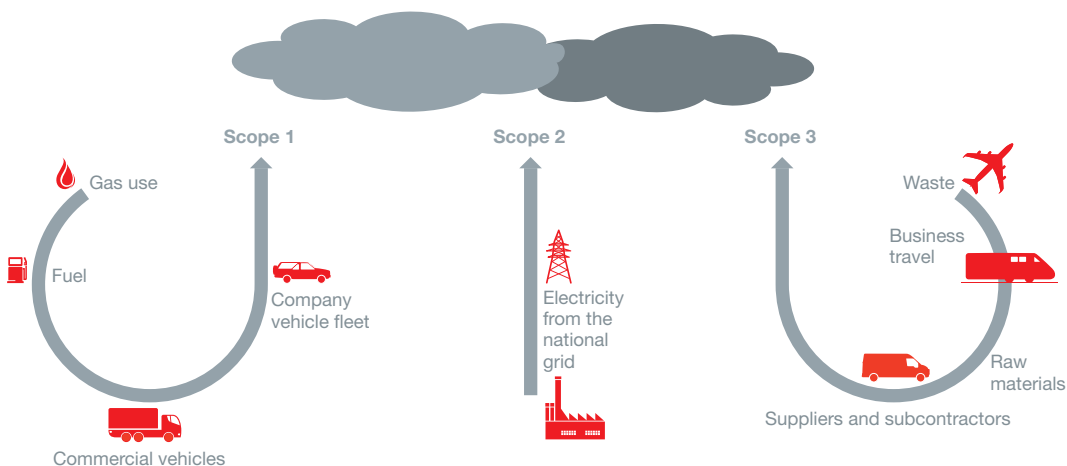 Scope 1
Scope 2
Scope 3
Gas use
Fuel
Company
vehicle fleet
Commercial vehicles
Electricity
from the
national
grid
Waste
Business
travel
Raw
materials
Suppliers and subcontractors